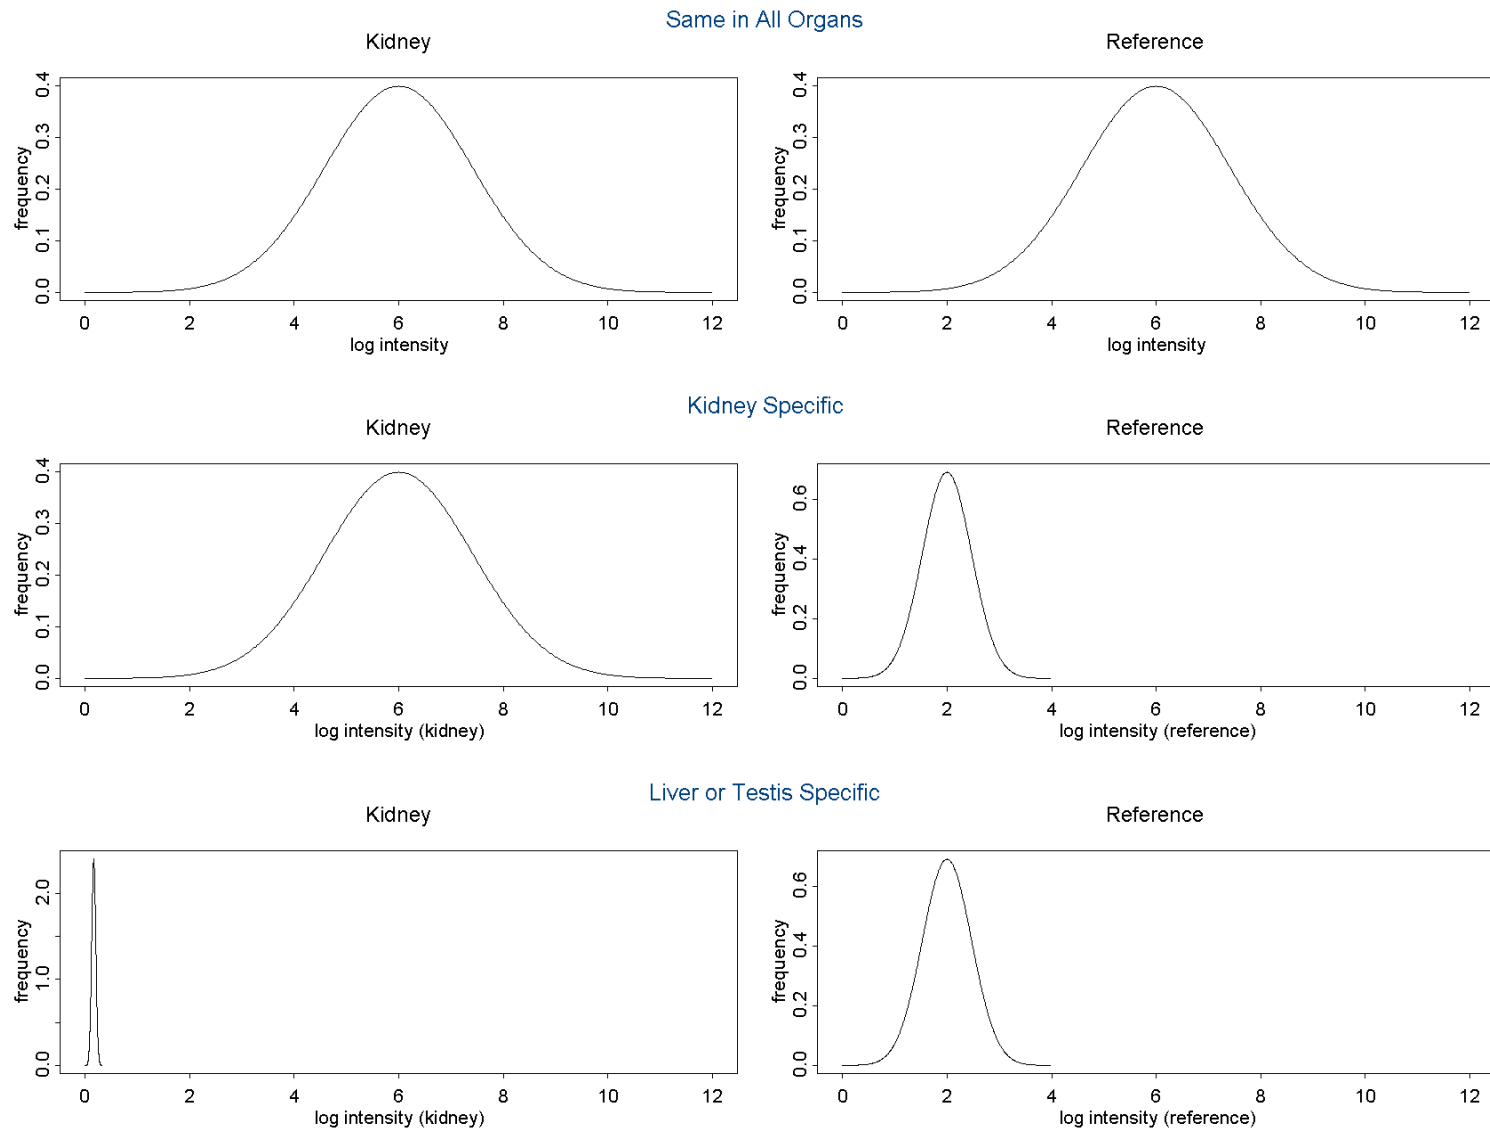 Same in All Organs
Kidney
Reference
0.4
0.3
0.2
0.1
0.0
frequency
0 2 4 6 8 10 12
log intensity
0.4
0.3
0.2
0.1
0.0
frequency
0 2 4 6 8 10 12
log intensity
Kidney Specific
Kidney
Reference
0.4
0.3
0.2
0.1
0.0
frequency
0 2 4 6 8 10 12
log intensity (kidney)
0.6
0.4
0.2
0.0
frequency
0 2 4 6 8 10 12
log intensity (reference)
Liver or Testis Specific
Kidney
Reference
2.0
1.0
0.0
frequency
0 2 4 6 8 10 12
log intensity (kidney)
0.6
0.4
0.2
0.0
frequency
0 2 4 6 8 10 12
log intensity (reference)